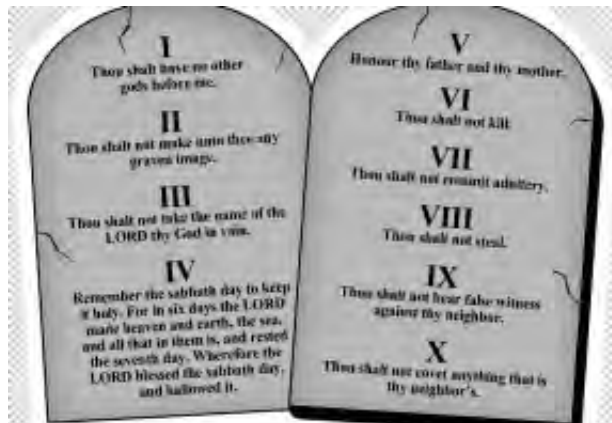 I
Thou shalt have no other
gods before me.
II
Thou shalt not make unto thee any
graven image.
III
Thou shalt not take the name of the
LORD thy God in vain.
IV
Remember the sabbath day to keep
it holy. For in six days the LORD
made heaven and earth, the sea,
and all that in them is, and rested
the seventh day. Wherefore the
LORD blessed the sabbath day,
and hallowed it.
V
Honour thy father and thy mother.
VI
Thou shalt not kill
VII
Thou shalt not commit adultery.
VIII
Thou shalt not steal.
IX
Thou shalt not bear false witness
against thy neighbor.
X
Thou shalt not covet anything that is
thy neighbor's.